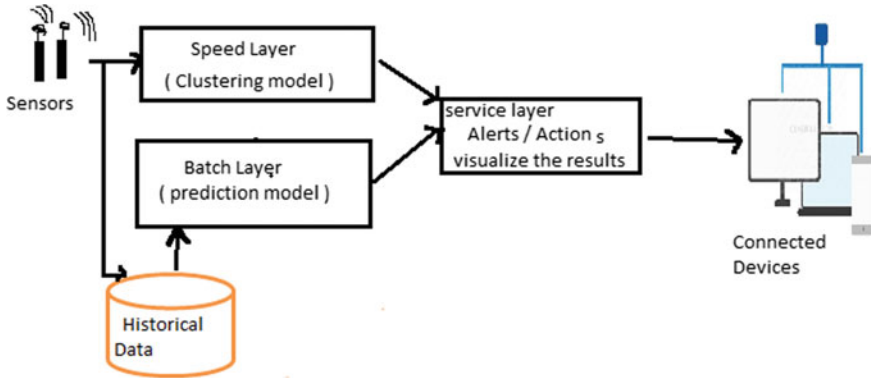 Sensors
Speed Layer
( Clustering model )
Batch Layer
( prediction model )
Historical
Data
service layer
Alerts / Action s
visualize the results
Connected
Devices